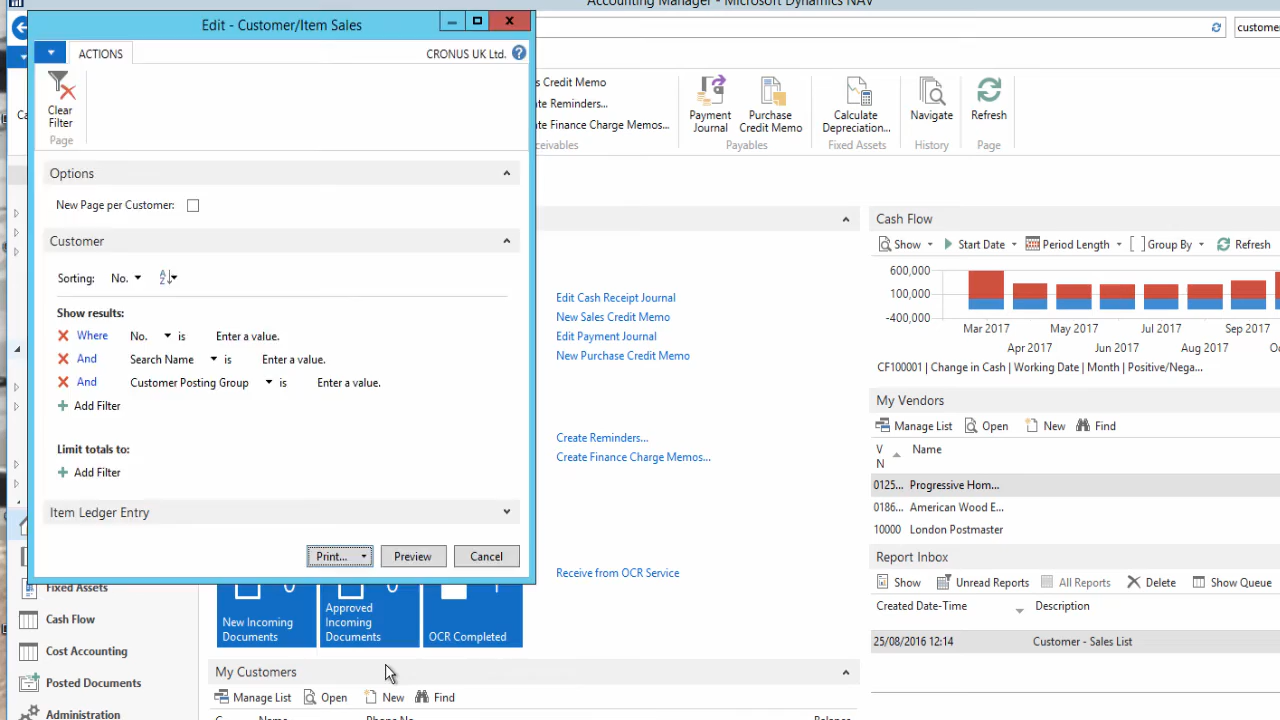 Accounting Manager - Microsoft Dynamics NAV
Edit - Customer/Item Sales
ACTIONS
CRONUS UK Ltd.
custome
Clear
Filter
Page
s Credit Memo
te Reminders...
te Finance Charge Memos...
ceivables
Payment
Journal
Purchase
Credit Memo
Payables
Calculate
Depreciation...
Fixed Assets
Navigate
History
Refresh
Page
Ca
Options
New Page per Customer:
Customer
Sorting: No.
Show results:
Where No. is Enter a value.
And Search Name is Enter a value.
And Customer Posting Group is Enter a value.
Add Filter
Limit totals to:
Add Filter
Item Ledger Entry
Print... Preview Cancel
Edit Cash Receipt Journal
New Sales Credit Memo
Edit Payment Journal
New Purchase Credit Memo
Create Reminders...
Create Finance Charge Memos...
Receive from OCR Service
Cash Flow
Show Start Date Period Length Group By Refresh
600,000
100,000
-400,000
Mar 2017 May 2017 Jul 2017 Sep 2017
Apr 2017 Jun 2017 Aug 2017 Oc
CF100001 | Change in Cash | Working Date | Month | Positive/Nega...
My Vendors
Manage List Open New Find
V
N
Name
0125... Progressive Hom...
0186... American Wood E...
10000 London Postmaster
Report Inbox
Show Unread Reports All Reports Delete Show Queue
Created Date-Time Description
25/08/2016 12:14 Customer - Sales List
Fixed Assets
Cash Flow
Cost Accounting
Posted Documents
Administration
New Incoming
Documents
Approved
Incoming
Documents
OCR Completed
My Customers
Manage List Open New Find
Name Phone No. Balance